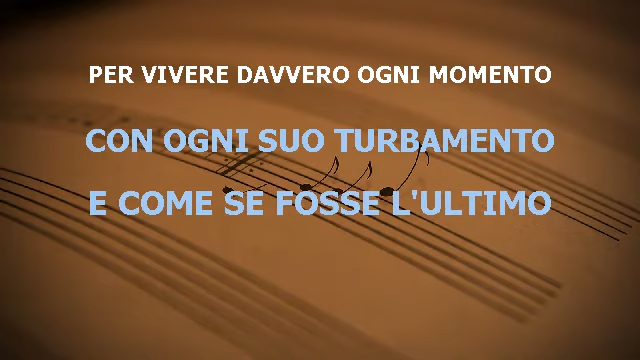 PER VIVERE DAVVERO OGNI MOMENTO
CON OGNI SUO TURBAMENTO
E COME SE FOSSE L'ULTIMO